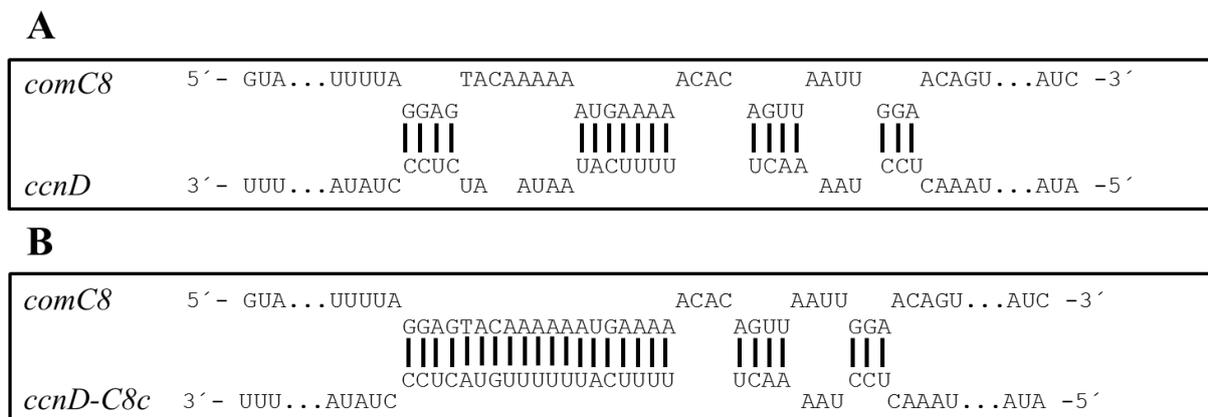 A
comC8 5´- GUA...UUUUA TACAAAAA ACAC AAUU ACAGU...AUC -3´
GGAG AUGAAAA AGUU GGA
CCUC UACUUUU UCAA CCU
ccnD 3´- UUU...AUAUC UA AUAA AAU CAAAU...AUA -5´
B
comC8 5´- GUA...UUUUA ACAC AAUU ACAGU...AUC -3´
GGAGTACAAAAAAUGAAAA AGUU GGA
CCUCAUGUUUUUUACUUUU UCAA CCU
ccnD-C8c 3´- UUU...AUAUC AAU CAAAU...AUA -5´